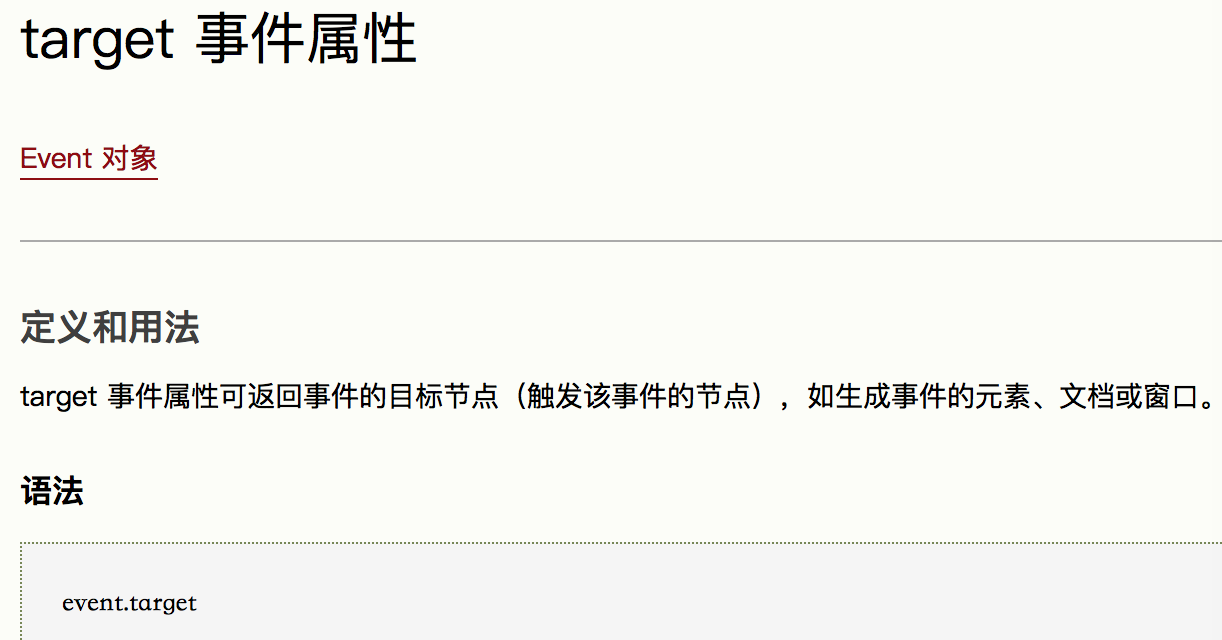 target 事件属性
Event 对象
定义和用法
target 事件属性可返回事件的目标节点（触发该事件的节点），如生成事件的元素、文档或窗口。
语法
event.target